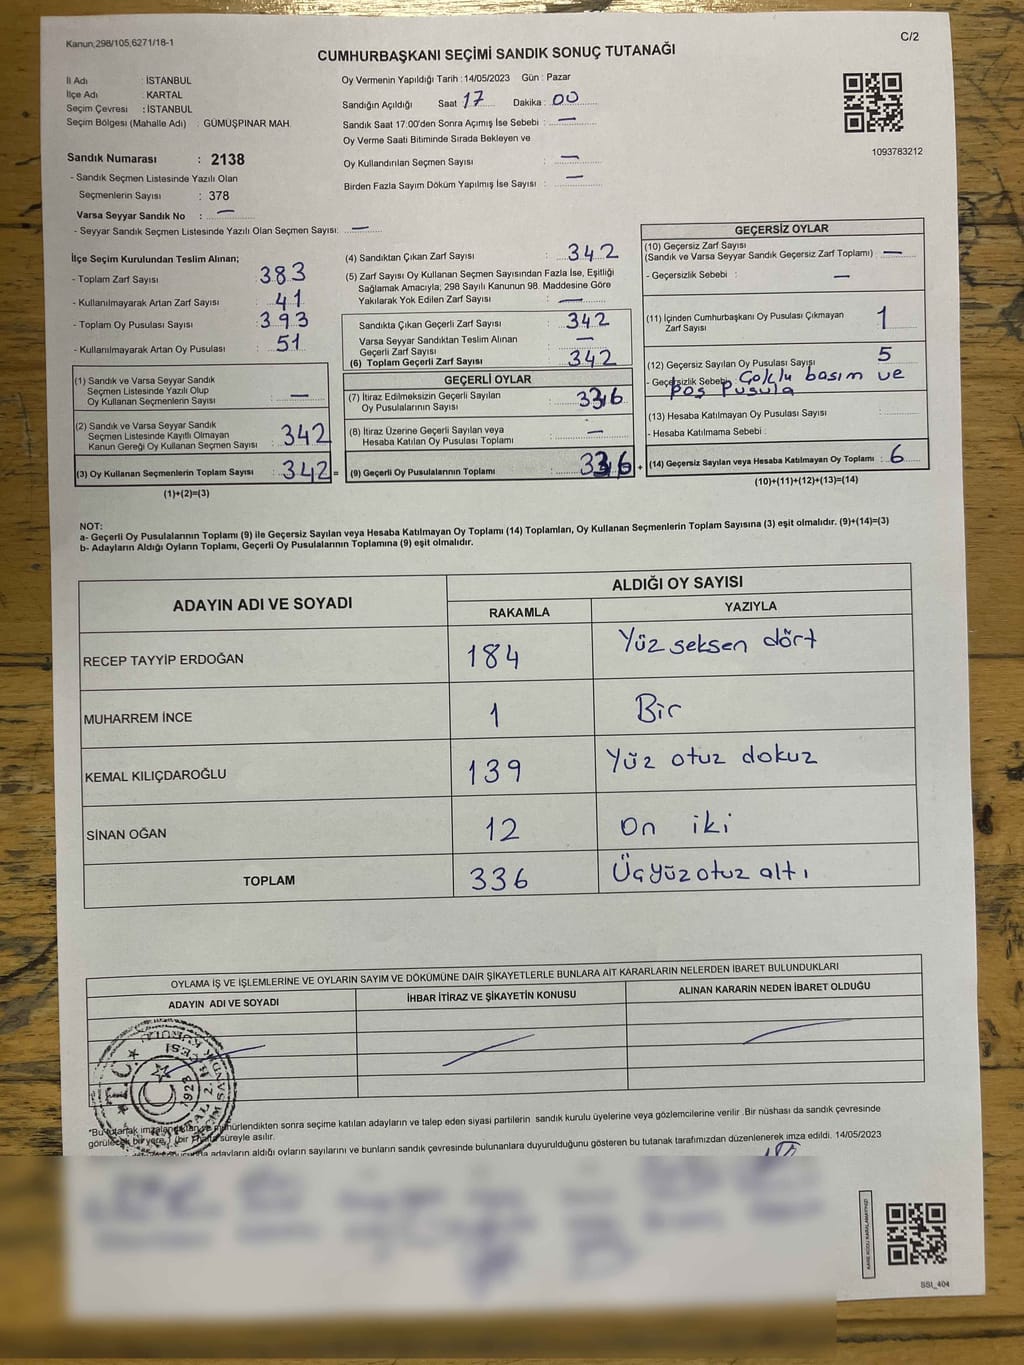 Kanun;298/105;6271/18-1
C/2
CUMHURBAŞKANI SEÇİMİ SANDIK SONUÇ TUTANAĞI
İl Adı : İSTANBUL
İlçe Adı : KARTAL
Seçim Çevresi : İSTANBUL
Seçim Bölgesi (Mahalle Adı) : GÜMÜŞPINAR MAH.
Sandık Numarası : 2138
- Sandık Seçmen Listesinde Yazılı Olan
Seçmenlerin Sayısı : 378
Varsa Seyyar Sandık No : —
- Seyyar Sandık Seçmen Listesinde Yazılı Olan Seçmen Sayısı: —
Oy Vermenin Yapıldığı Tarih : 14/05/2023 Gün : Pazar
Sandığın Açıldığı Saat 17 Dakika : 00
Sandık Saat 17:00'den Sonra Açımış İse Sebebi : —
Oy Verme Saati Bitiminde Sırada Bekleyen ve
Oy Kullandırılan Seçmen Sayısı : —
Birden Fazla Sayım Döküm Yapılmış İse Sayısı : —
1093783212
İlçe Seçim Kurulundan Teslim Alınan;
- Toplam Zarf Sayısı : 383
- Kullanılmayarak Artan Zarf Sayısı : 41
- Toplam Oy Pusulası Sayısı : 393
- Kullanılmayarak Artan Oy Pusulası : 51
(1) Sandık ve Varsa Seyyar Sandık
Seçmen Listesinde Yazılı Olup
Oy Kullanan Seçmenlerin Sayısı : —
(2) Sandık ve Varsa Seyyar Sandık
Seçmen Listesinde Kayıtlı Olmayan
Kanun Gereği Oy Kullanan Seçmen Sayısı : 342
(3) Oy Kullanan Seçmenlerin Toplam Sayısı : 342 =
(1)+(2)=(3)
(4) Sandıktan Çıkan Zarf Sayısı : 342
(5) Zarf Sayısı Oy Kullanan Seçmen Sayısından Fazla İse, Eşitliği
Sağlamak Amacıyla; 298 Sayılı Kanunun 98. Maddesine Göre
Yakılarak Yok Edilen Zarf Sayısı : —
Sandıkta Çıkan Geçerli Zarf Sayısı : 342
Varsa Seyyar Sandıktan Teslim Alınan
Geçerli Zarf Sayısı : —
(6) Toplam Geçerli Zarf Sayısı : 342
GEÇERLİ OYLAR
(7) İtiraz Edilmeksizin Geçerli Sayılan
Oy Pusulalarının Sayısı : 336
(8) İtiraz Üzerine Geçerli Sayılan veya
Hesaba Katılan Oy Pusulası Toplamı : —
(9) Geçerli Oy Pusulalarının Toplamı : 336 +
GEÇERSİZ OYLAR
(10) Geçersiz Zarf Sayısı
(Sandık ve Varsa Seyyar Sandık Geçersiz Zarf Toplamı) : —
- Geçersizlik Sebebi : —
(11) İçinden Cumhurbaşkanı Oy Pusulası Çıkmayan
Zarf Sayısı : 1
(12) Geçersiz Sayılan Oy Pusulası Sayısı : 5
- Geçersizlik Sebebi: Çoklu basım ve
boş pusula
(13) Hesaba Katılmayan Oy Pusulası Sayısı :
- Hesaba Katılmama Sebebi :
(14) Geçersiz Sayılan veya Hesaba Katılmayan Oy Toplamı : 6
(10)+(11)+(12)+(13)=(14)
NOT:
a- Geçerli Oy Pusulalarının Toplamı (9) ile Geçersiz Sayılan veya Hesaba Katılmayan Oy Toplamı (14) Toplamları, Oy Kullanan Seçmenlerin Toplam Sayısına (3) eşit olmalıdır. (9)+(14)=(3)
b- Adayların Aldığı Oyların Toplamı, Geçerli Oy Pusulalarının Toplamına (9) eşit olmalıdır.
ADAYIN ADI VE SOYADI
ALDIĞI OY SAYISI
RAKAMLA YAZIYLA
RECEP TAYYİP ERDOĞAN 184 Yüz seksen dört
MUHARREM İNCE 1 Bir
KEMAL KILIÇDAROĞLU 139 Yüz otuz dokuz
SİNAN OĞAN 12 On iki
TOPLAM 336 Üçyüzotuz altı
OYLAMA İŞ VE İŞLEMLERİNE VE OYLARIN SAYIM VE DÖKÜMÜNE DAİR ŞİKAYETLERLE BUNLARA AİT KARARLARIN NELERDEN İBARET BULUNDUKLARI
ADAYIN ADI VE SOYADI İHBAR İTİRAZ VE ŞİKAYETİN KONUSU ALINAN KARARIN NEDEN İBARET OLDUĞU
T.C.
1923
*Bu tutanak sonra seçime katılan adayların ve talep eden siyasi partilerin sandık kurulu üyelerine veya gözlemcilerine verilir .Bir nüshası da sandık çevresinde
görülecek bir yere, (bir süreyle asılır.
adayların aldığı oyların sayılarını ve bunların sandık çevresinde bulunanlara duyurulduğunu gösteren bu tutanak tarafımızdan düzenlenerek imza edildi. 14/05/2023
KARE KODU KARALAMAYINIZ!
SSI_404